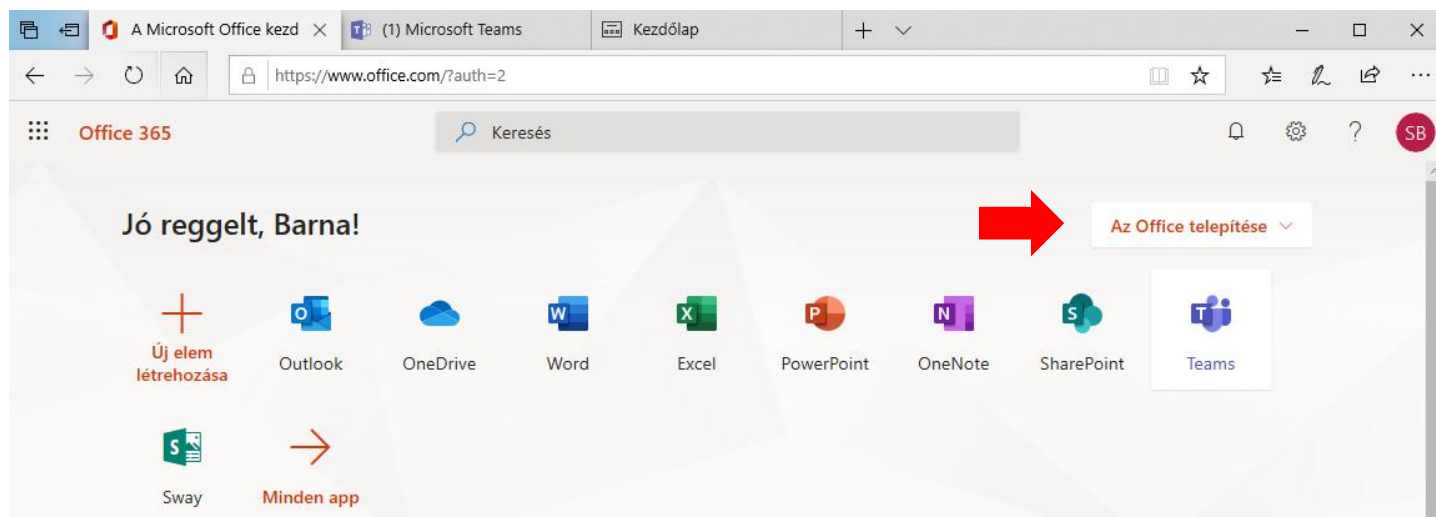 A Microsoft Office kezd
(1) Microsoft Teams
Kezdőlap
https://www.office.com/?auth=2
Office 365
Keresés
SB
Jó reggelt, Barna!
Az Office telepítése
Új elem
létrehozása
Outlook
OneDrive
Word
Excel
PowerPoint
OneNote
SharePoint
Teams
Sway
Minden app